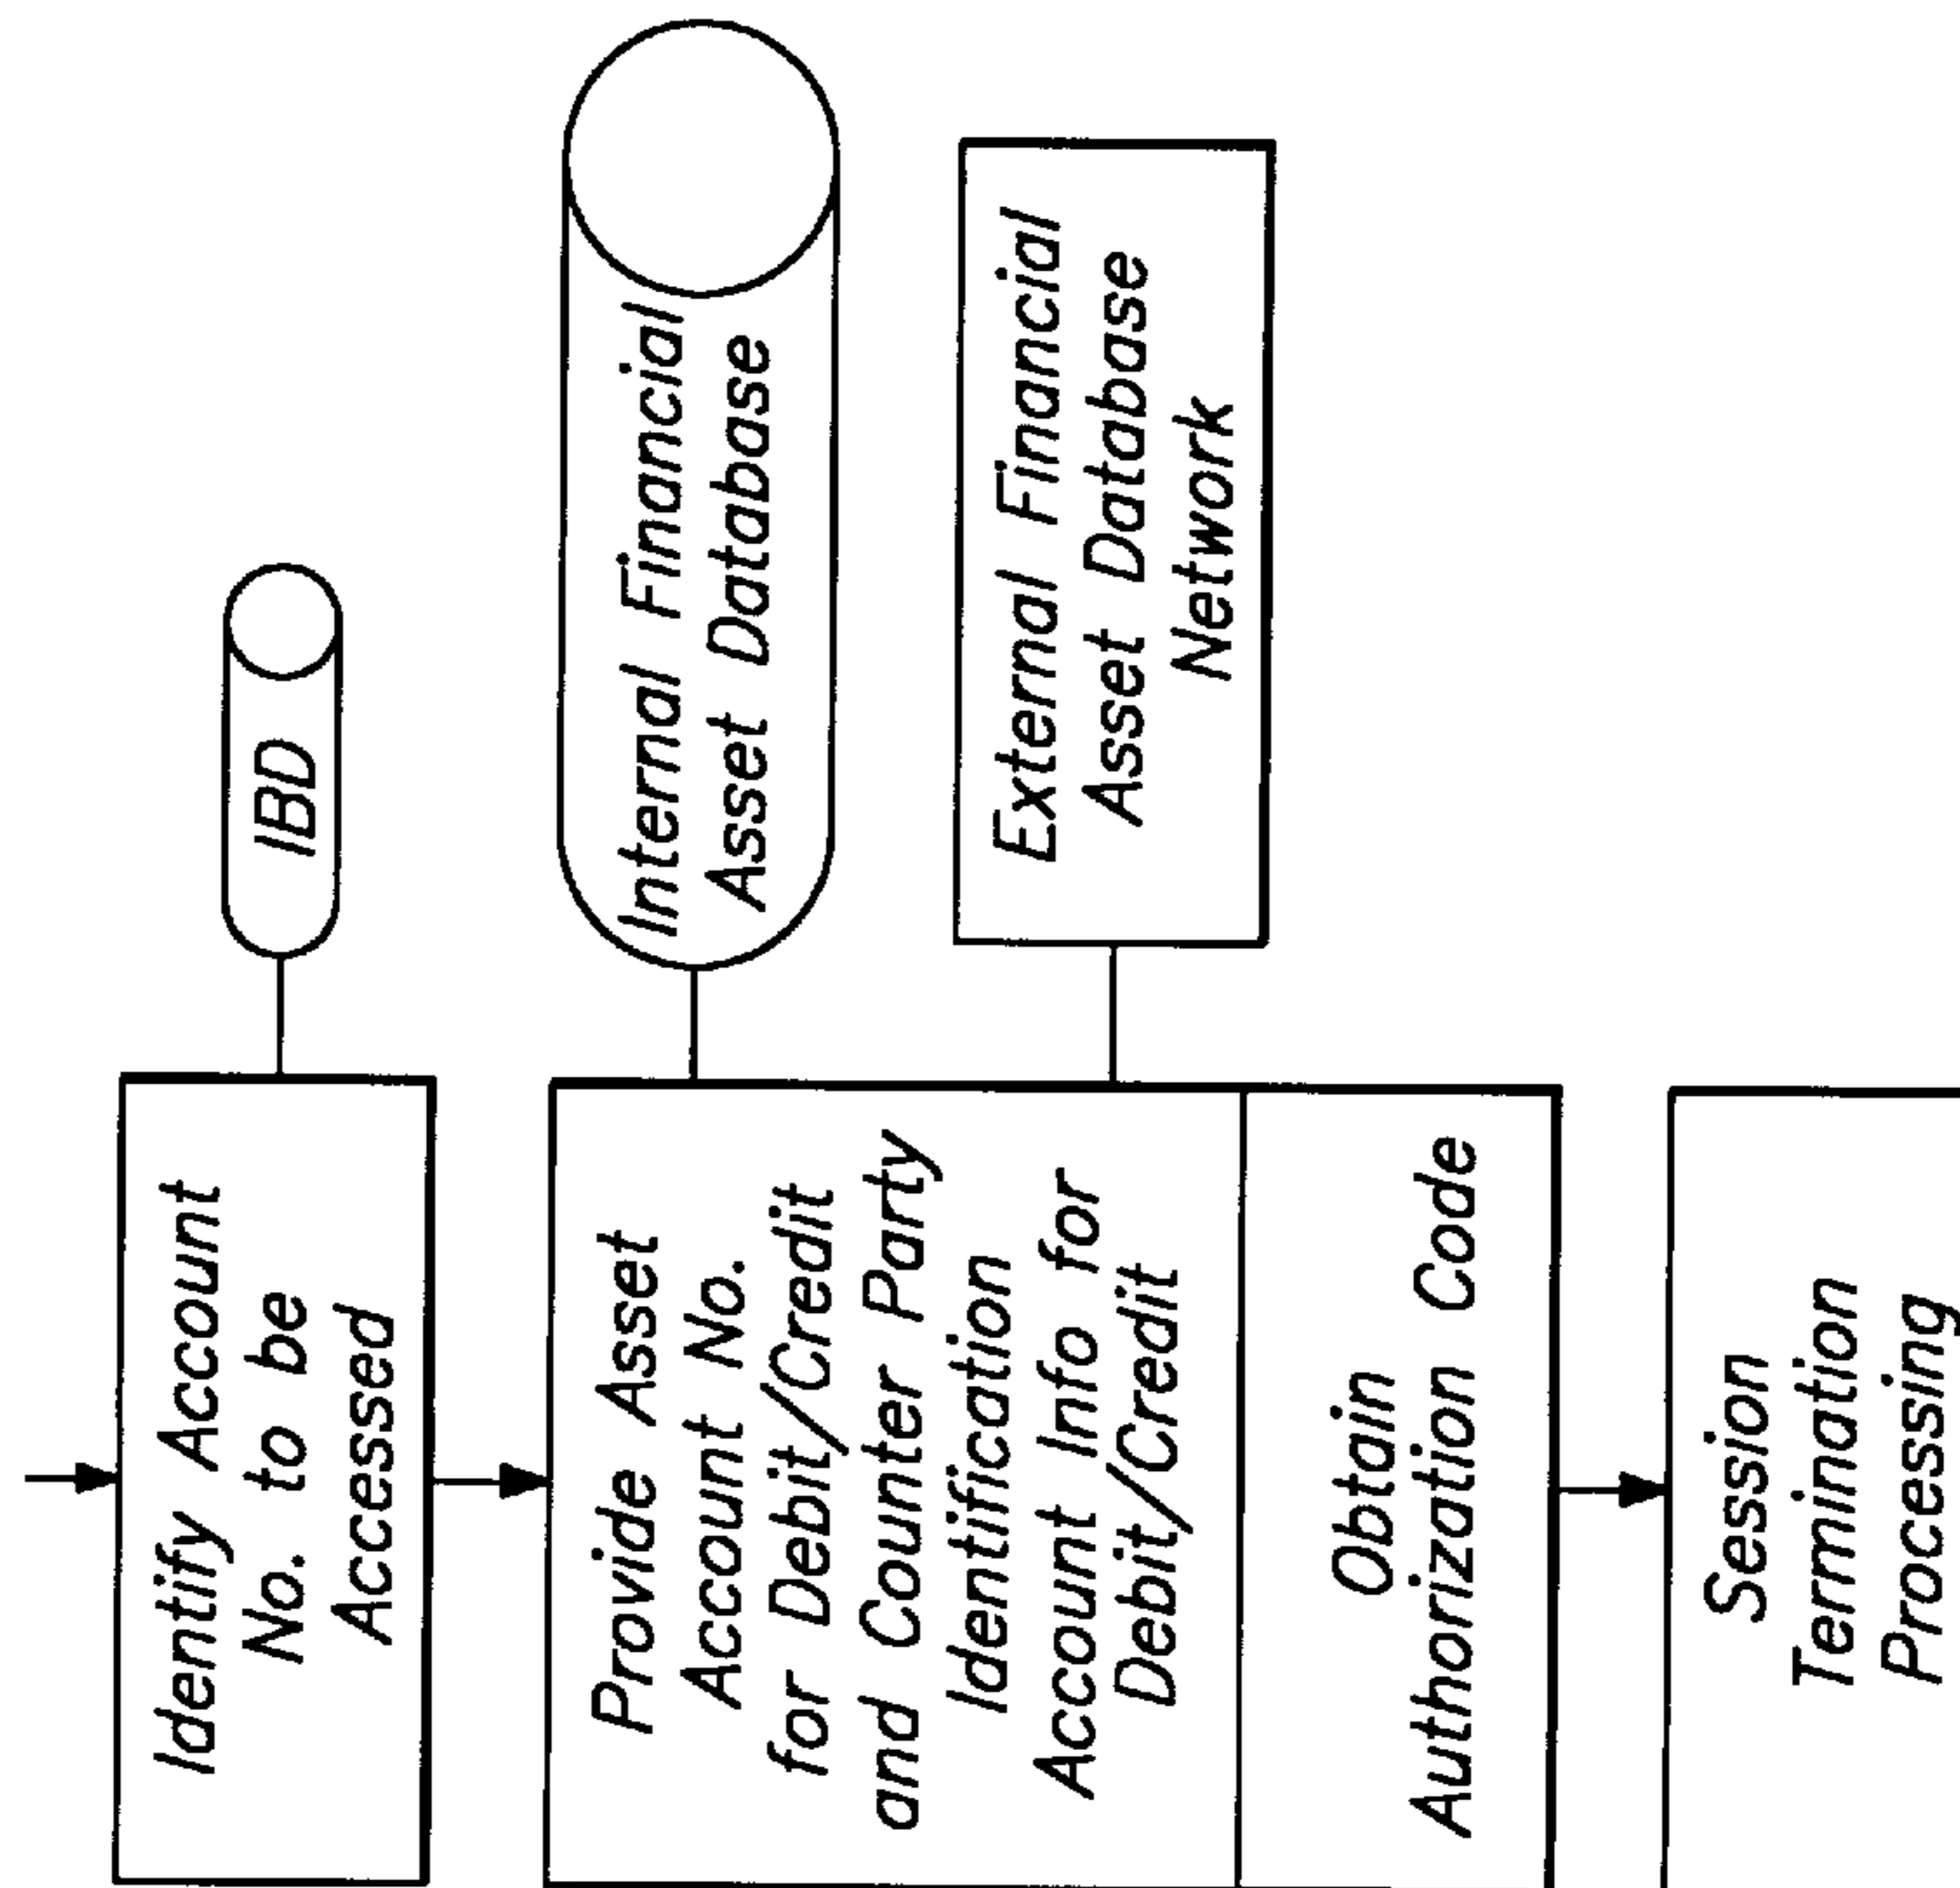 Identify Account
No. to be
Accessed
IBD
Provide Asset
Account No.
for Debit/Credit
and Counter Party
Identification
Account Info for
Debit/Credit
Internal Financial
Asset Database
External Financial
Asset Database
Network
Obtain
Authorization Code
Session
Termination
Processing